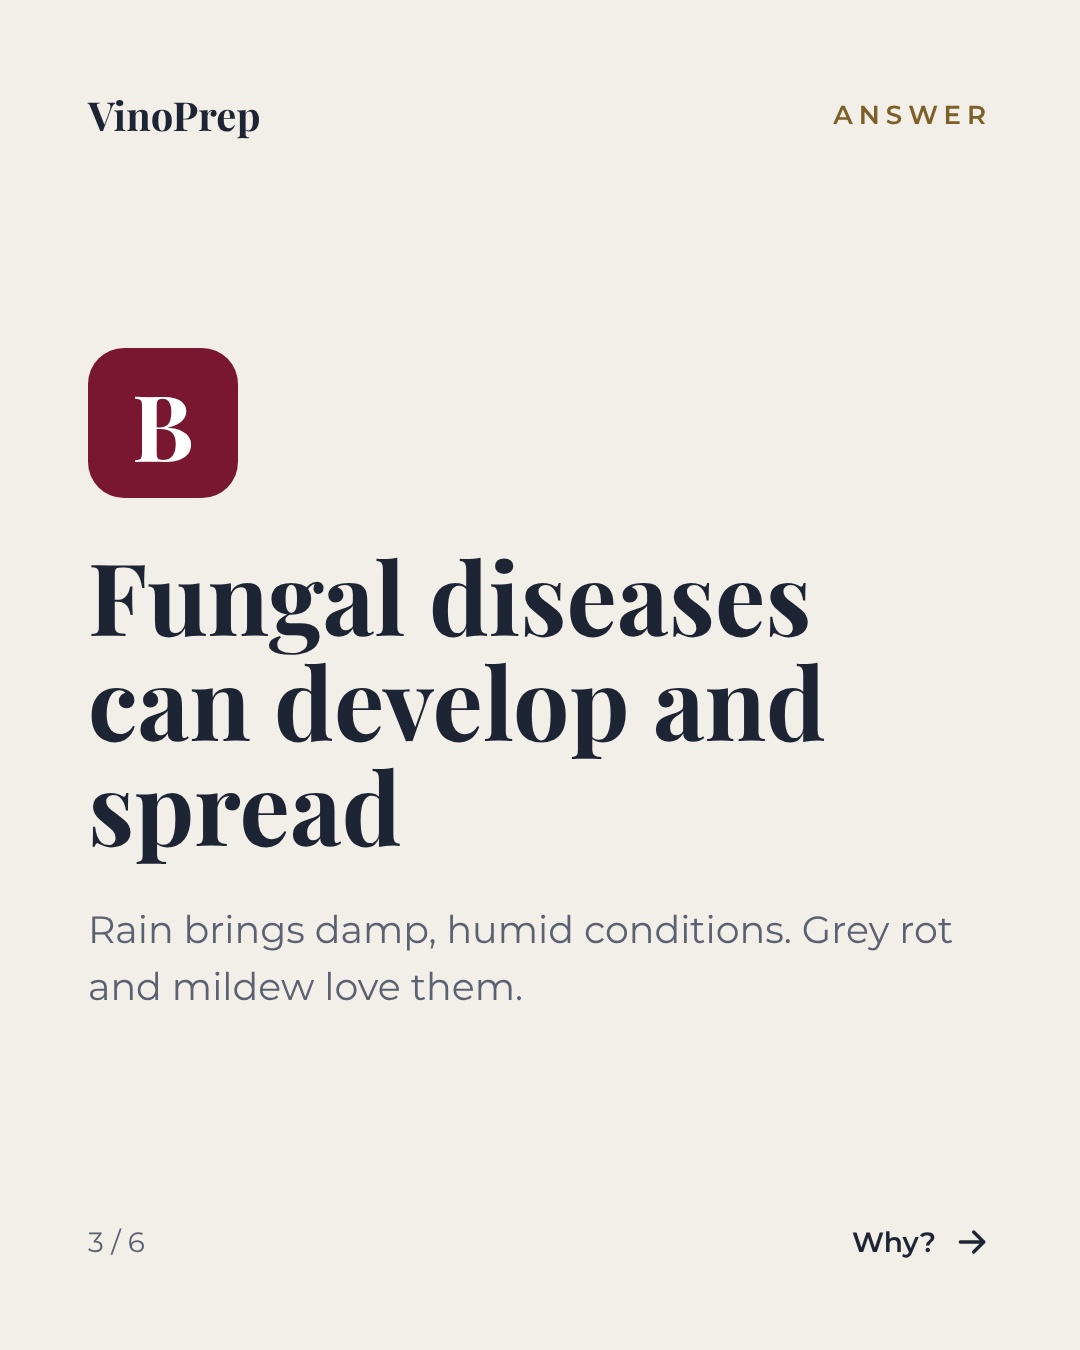 VinoPrep
ANSWER
B
Fungal diseases
can develop and
spread
Rain brings damp, humid conditions. Grey rot
and mildew love them.
3 / 6
Why? →